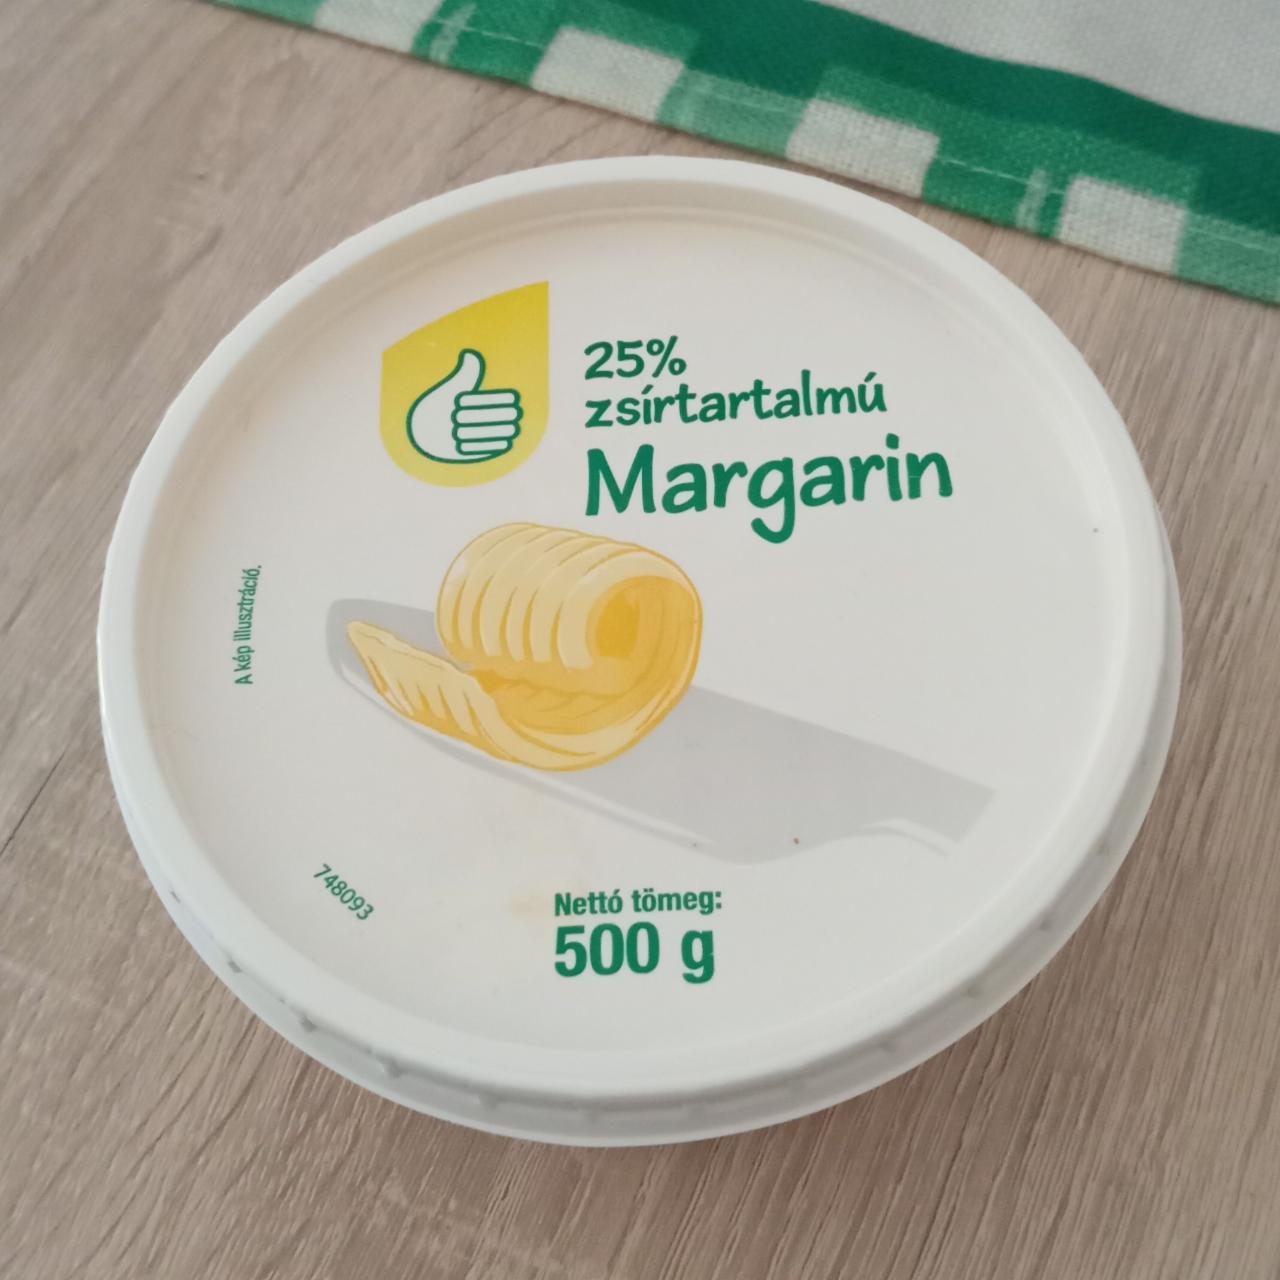 25%
zsírtartalmú
Margarin
A kép illusztráció.
748093
Nettó tömeg:
500 g